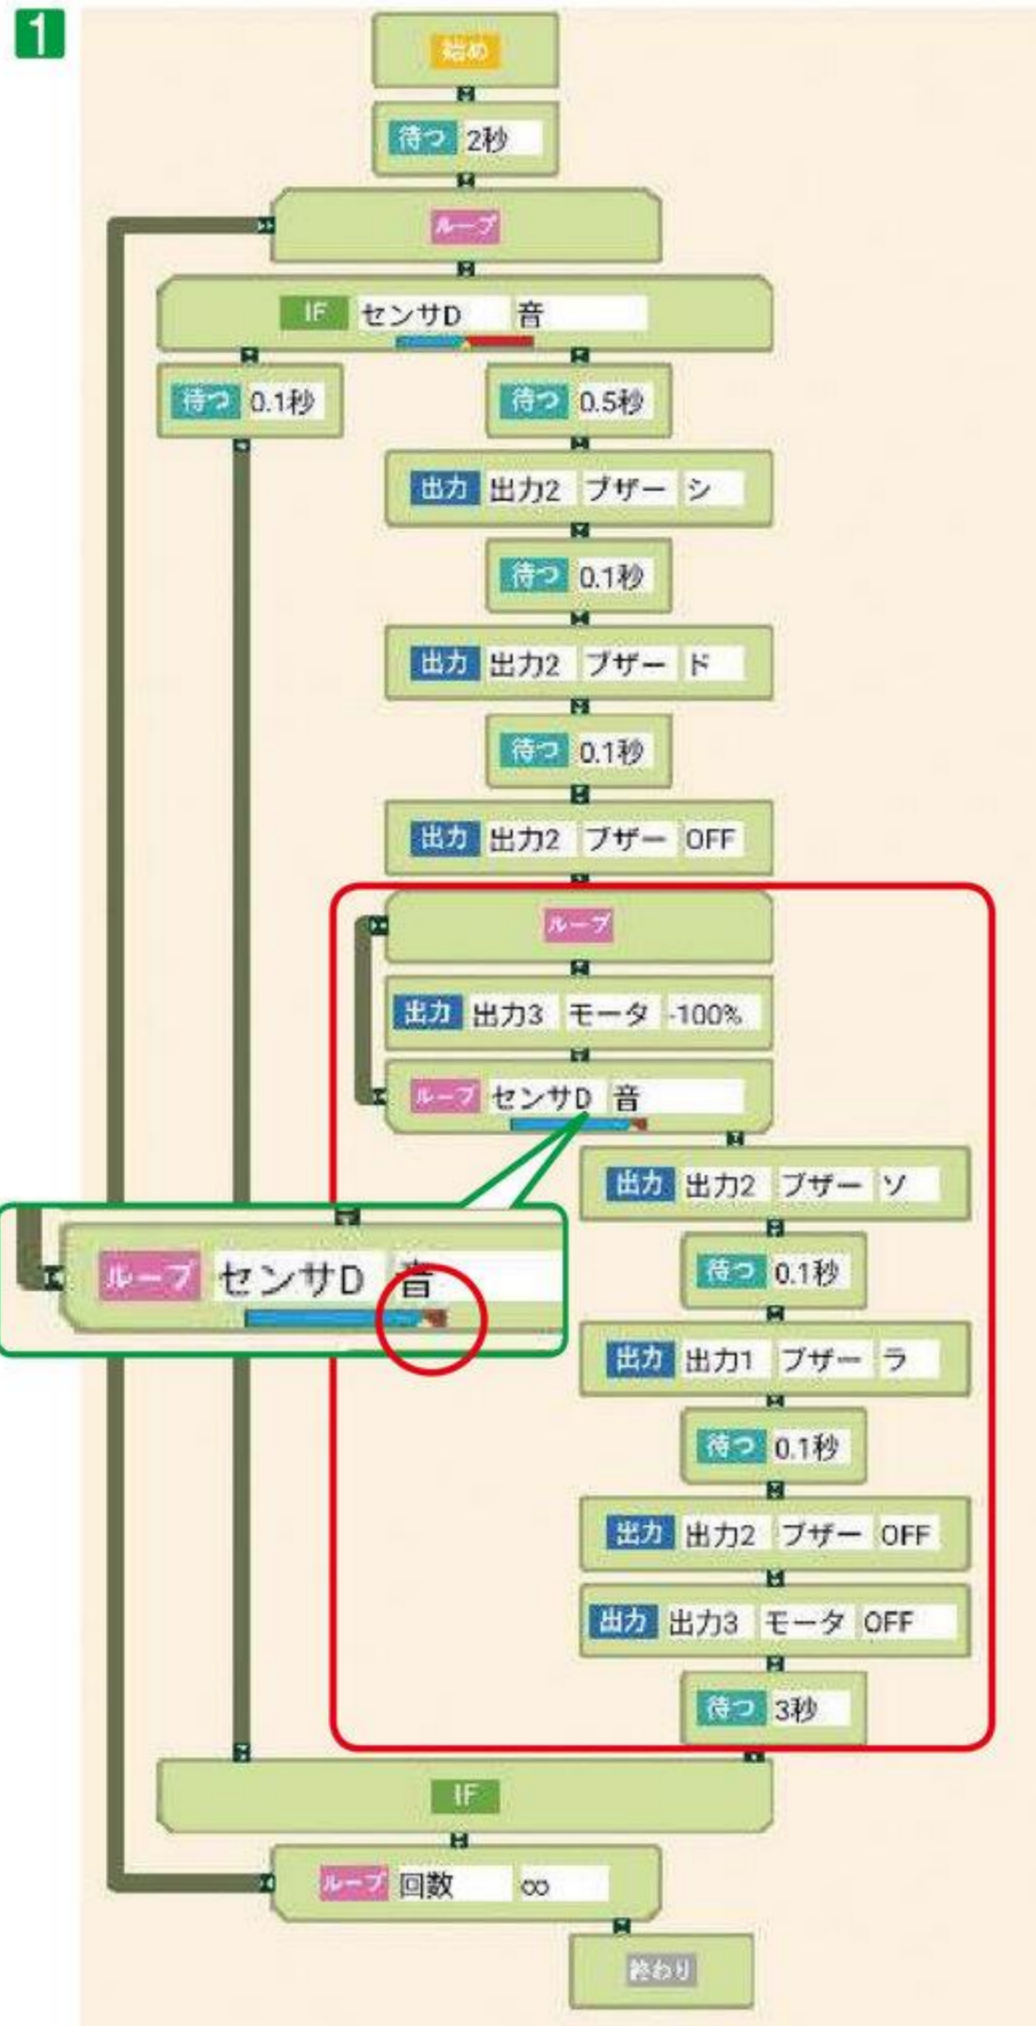 1
始め
待つ 2秒
ループ
IF センサD 音
待つ 0.1秒 待つ 0.5秒
出力 出力2 ブザー シ
待つ 0.1秒
出力 出力2 ブザー ド
待つ 0.1秒
出力 出力2 ブザー OFF
ループ
出力 出力3 モータ -100%
ループ センサD 音
出力 出力2 ブザー ソ
待つ 0.1秒
ループ センサD 音
出力 出力1 ブザー ラ
待つ 0.1秒
出力 出力2 ブザー OFF
出力 出力3 モータ OFF
待つ 3秒
IF
ループ 回数 ∞
終わり